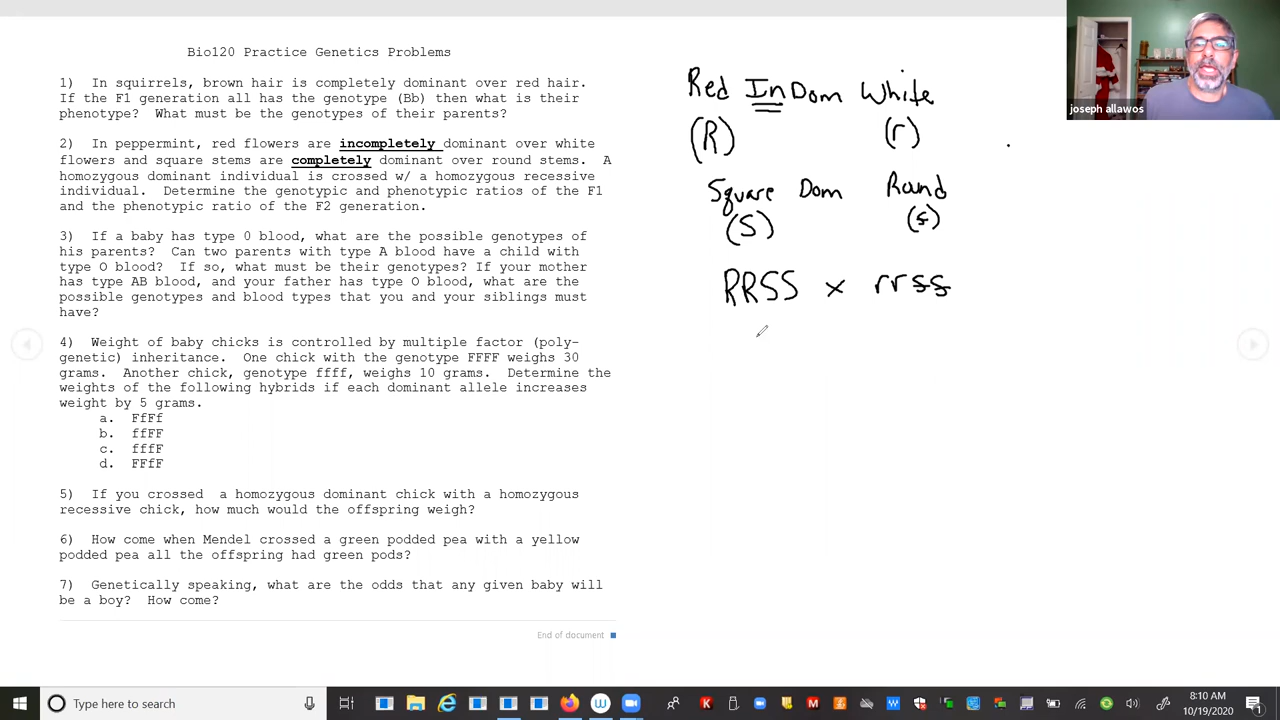 Bio120 Practice Genetics Problems
1) In squirrels, brown hair is completely dominant over red hair.
If the F1 generation all has the genotype (Bb) then what is their
phenotype? What must be the genotypes of their parents?
2) In peppermint, red flowers are incompletely dominant over white
flowers and square stems are completely dominant over round stems. A
homozygous dominant individual is crossed w/ a homozygous recessive
individual. Determine the genotypic and phenotypic ratios of the F1
and the phenotypic ratio of the F2 generation.
3) If a baby has type 0 blood, what are the possible genotypes of
his parents? Can two parents with type A blood have a child with
type O blood? If so, what must be their genotypes? If your mother
has type AB blood, and your father has type O blood, what are the
possible genotypes and blood types that you and your siblings must
have?
4) Weight of baby chicks is controlled by multiple factor (poly-
genetic) inheritance. One chick with the genotype FFFF weighs 30
grams. Another chick, genotype ffff, weighs 10 grams. Determine the
weights of the following hybrids if each dominant allele increases
weight by 5 grams.
a. FfFf
b. ffFF
c. fffF
d. FFfF
5) If you crossed a homozygous dominant chick with a homozygous
recessive chick, how much would the offspring weigh?
6) How come when Mendel crossed a green podded pea with a yellow
podded pea all the offspring had green pods?
7) Genetically speaking, what are the odds that any given baby will
be a boy? How come?
End of document
Red In Dom White
(R) (r)
Square Dom Round
(S) (s)
RRSS x rrss
joseph allawos
Type here to search
8:10 AM
10/19/2020